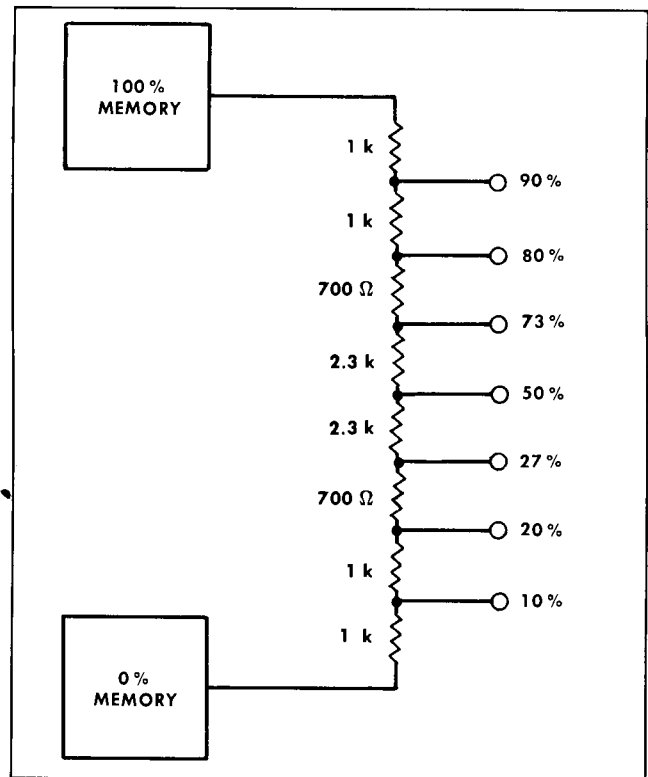 100%
MEMORY
1 k
90%
1 k
80%
700 Ω
73%
2.3 k
50%
2.3 k
27%
700 Ω
20%
1 k
10%
1 k
0%
MEMORY